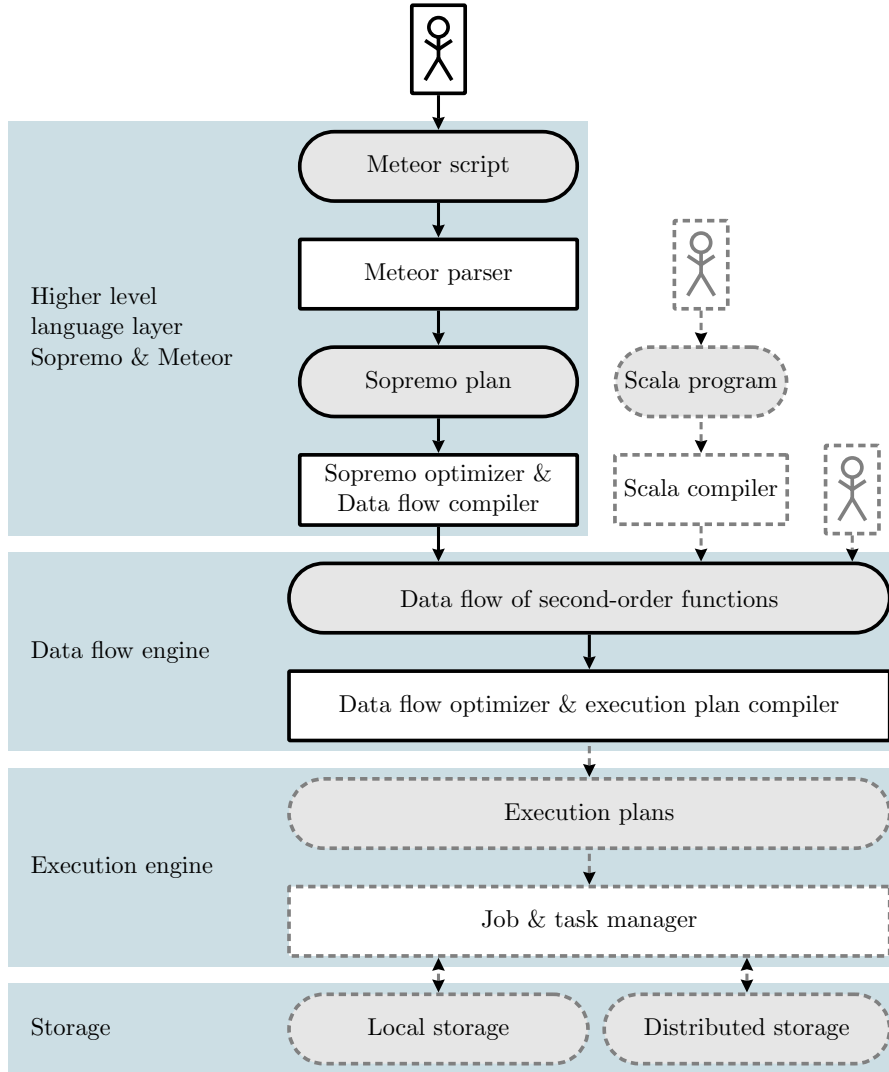 Meteor script
Meteor parser
Higher level
language layer
Sopremo & Meteor
Sopremo plan
Scala program
Sopremo optimizer &
Data flow compiler
Scala compiler
Data flow of second-order functions
Data flow engine
Data flow optimizer & execution plan compiler
Execution plans
Execution engine
Job & task manager
Storage
Local storage
Distributed storage